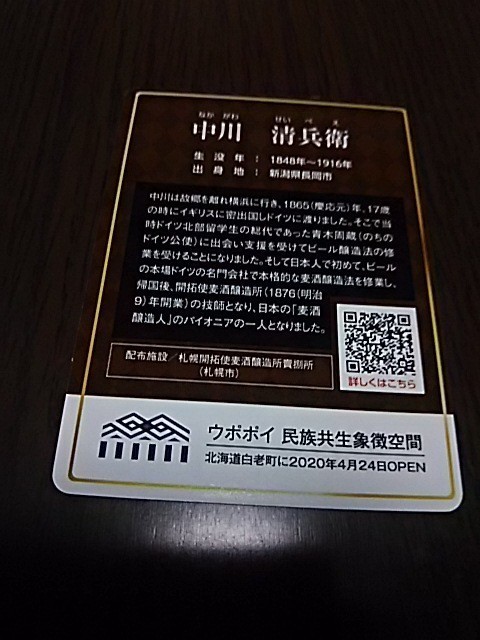 なかがわ せいべえ
中川 清兵衛
生没年：1848年～1916年
出身地：新潟県長岡市
中川は故郷を離れ横浜に行き、1865(慶応元)年、17歳
の時にイギリスに密出国しドイツに渡りました。そこで当
時ドイツ北部留学生の総代であった青木周蔵(のちの
ドイツ公使)に出会い支援を受けてビール醸造法の修
業を受けることになりました。そして日本人で初めて、ビール
の本場ドイツの名門会社で本格的な麦酒醸造法を修業し、
帰国後、開拓使麦酒醸造所(1876(明治
9)年開業)の技師となり、日本の「麦酒
醸造人」のパイオニアの一人となりました。
詳しくはこちら
配布施設／札幌開拓使麦酒醸造所賣捌所
(札幌市)
ウポポイ 民族共生象徴空間
北海道白老町に2020年4月24日OPEN